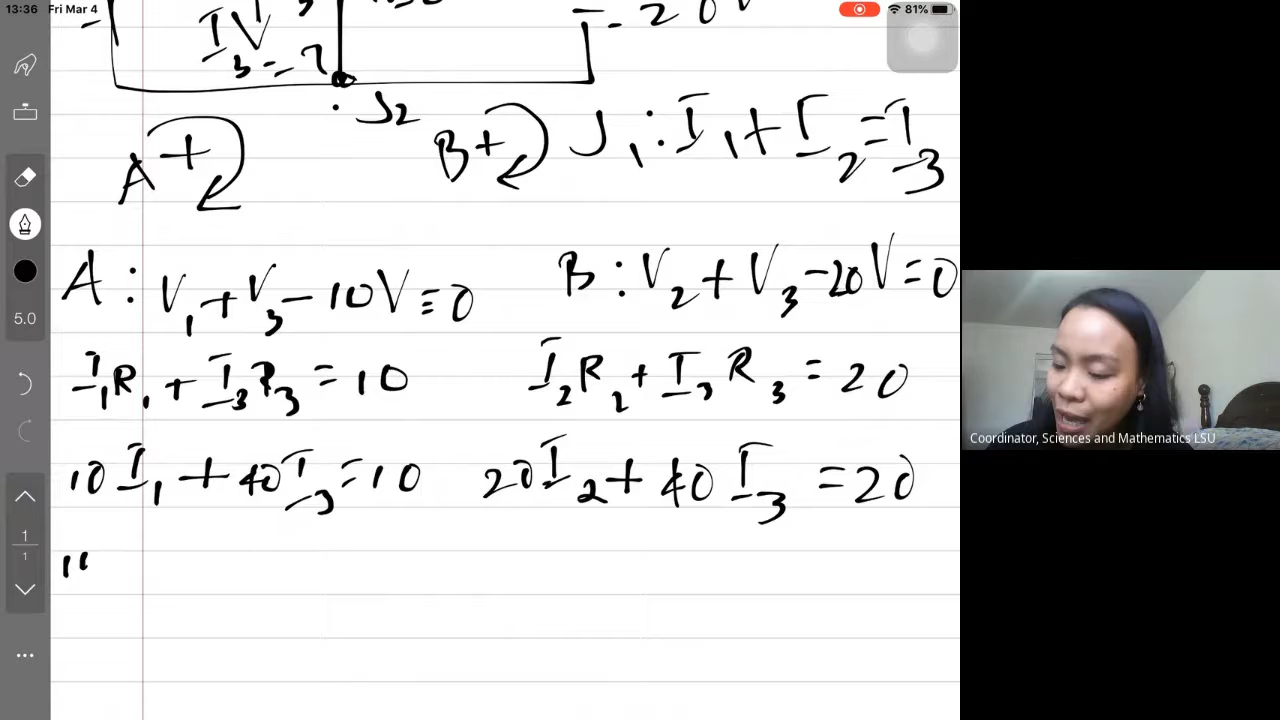 13:36 Fri Mar 4
81%
I₃ = ?
20V
J₂
A + B + J₁: I₁ + I₂ = I₃
A: V₁ + V₃ - 10V = 0
B: V₂ + V₃ - 20V = 0
I₁R₁ + I₃R₃ = 10
I₂R₂ + I₃R₃ = 20
10I₁ + 40I₃ = 10
20I₂ + 40I₃ = 20
5.0
1
1
Coordinator, Sciences and Mathematics LSU